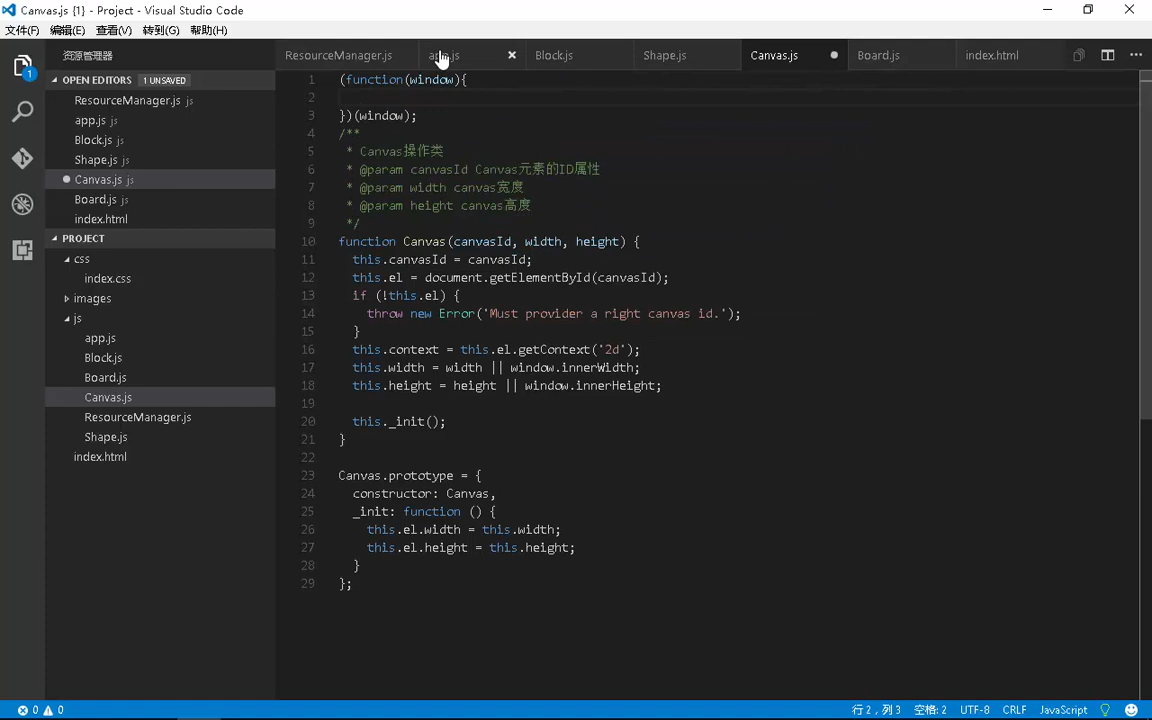 Canvas.js {1} - Project - Visual Studio Code
文件(F) 编辑(E) 查看(V) 转到(G) 帮助(H)
资源管理器
ResourceManager.js .js Block.js Shape.js Canvas.js Board.js index.html
OPEN EDITORS 1 UNSAVED
ResourceManager.js js
app.js js
Block.js js
Shape.js js
Canvas.js js
Board.js js
index.html
PROJECT
css
index.css
images
js
app.js
Block.js
Board.js
Canvas.js
ResourceManager.js
Shape.js
index.html
1
1 (function(window){
2
3 })(window);
4 /**
5 * Canvas操作类
6 * @param canvasId Canvas元素的ID属性
7 * @param width canvas宽度
8 * @param height canvas高度
9 */
10 function Canvas(canvasId, width, height) {
11 this.canvasId = canvasId;
12 this.el = document.getElementById(canvasId);
13 if (!this.el) {
14 throw new Error('Must provider a right canvas id.');
15 }
16 this.context = this.el.getContext('2d');
17 this.width = width || window.innerWidth;
18 this.height = height || window.innerHeight;
19
20 this._init();
21 }
22
23 Canvas.prototype = {
24 constructor: Canvas,
25 _init: function () {
26 this.el.width = this.width;
27 this.el.height = this.height;
28 }
29 };
0 0 行 2，列 3 空格: 2 UTF-8 CRLF JavaScript